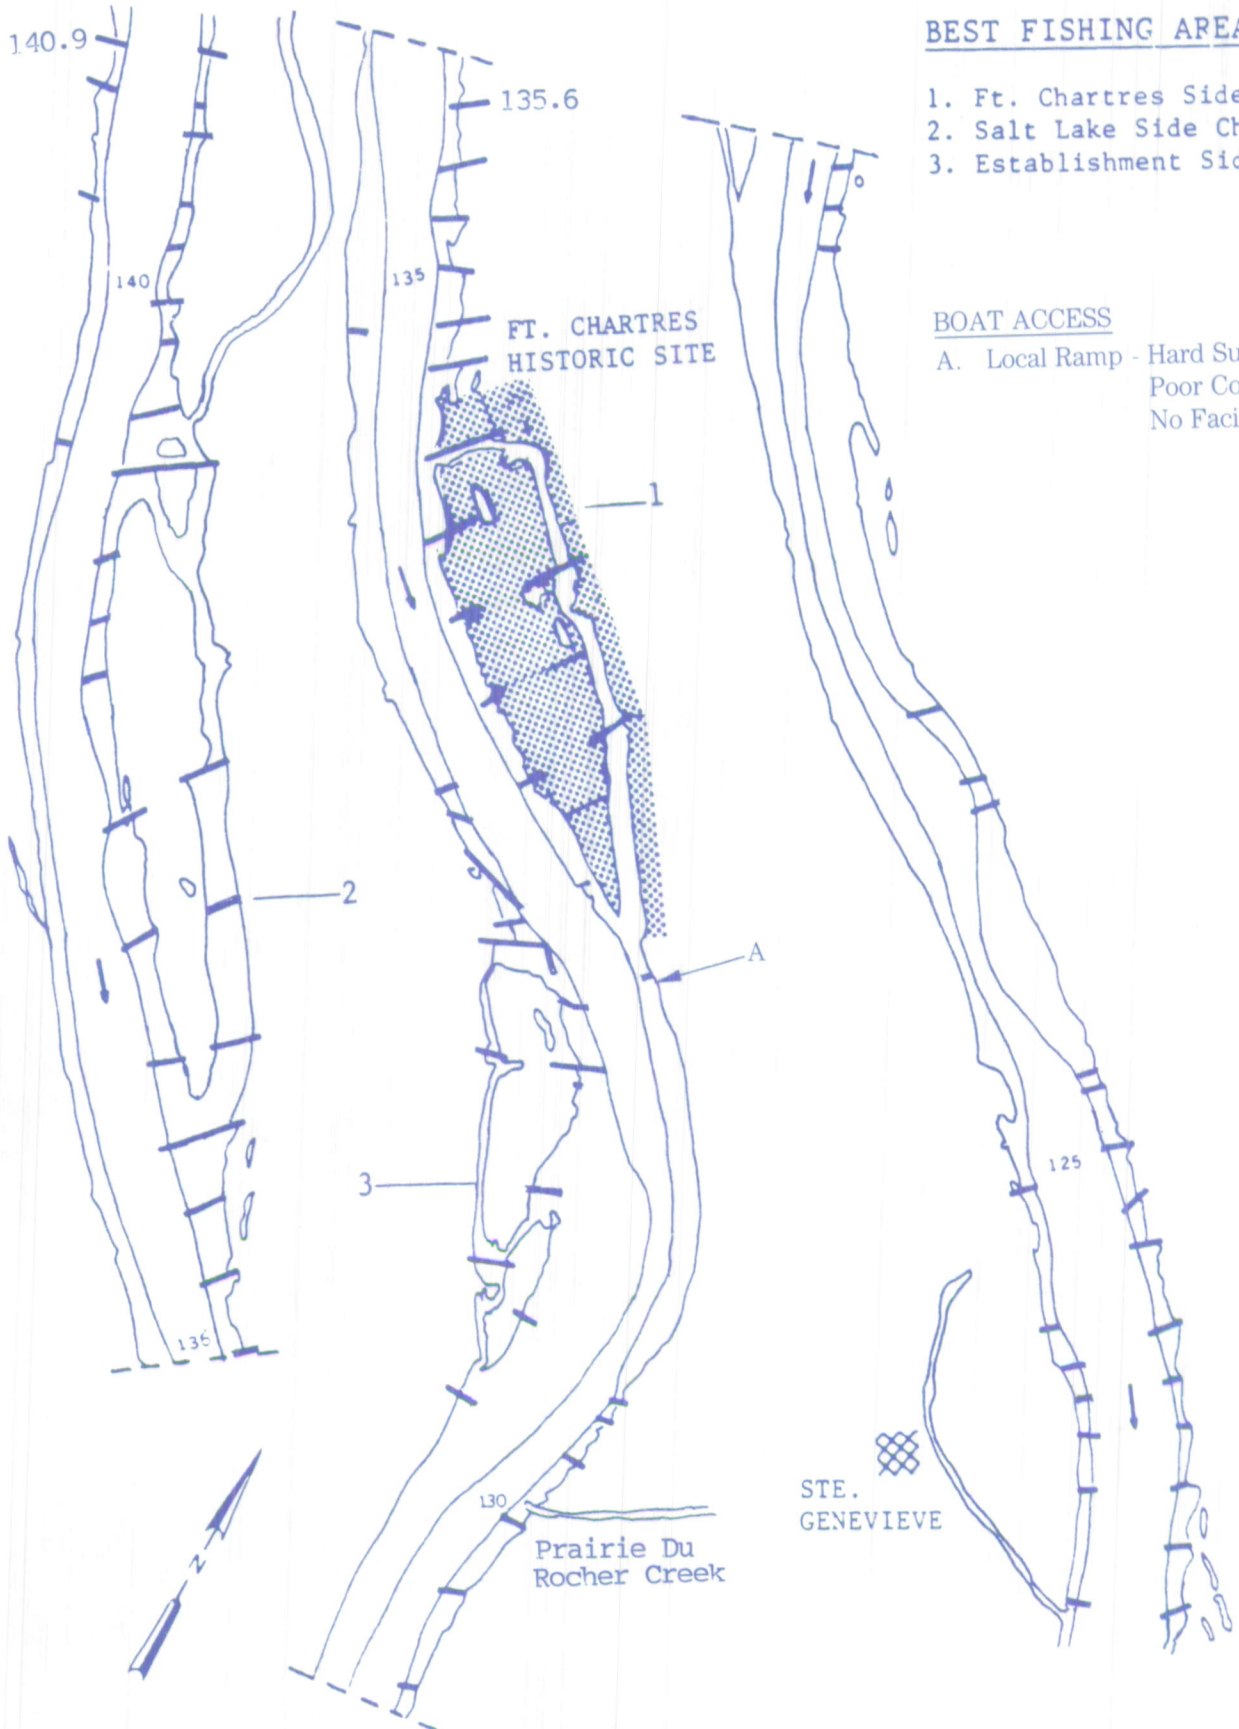 BEST FISHING AREA
1. Ft. Chartres Side
2. Salt Lake Side Ch
3. Establishment Sid
BOAT ACCESS
A. Local Ramp - Hard Su
Poor Co
No Faci
140.9
140
2
136
N
135.6
135
FT. CHARTRES
HISTORIC SITE
1
A
3
130
Prairie Du
Rocher Creek
125
STE.
GENEVIEVE